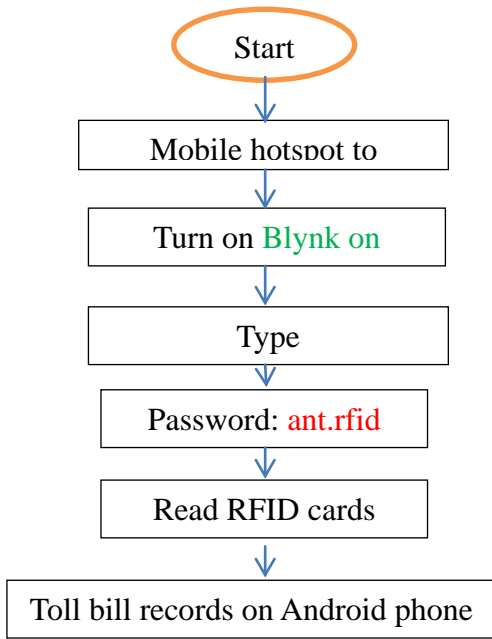 Start
Mobile hotspot to
Turn on Blynk on
Type
Password: ant.rfid
Read RFID cards
Toll bill records on Android phone